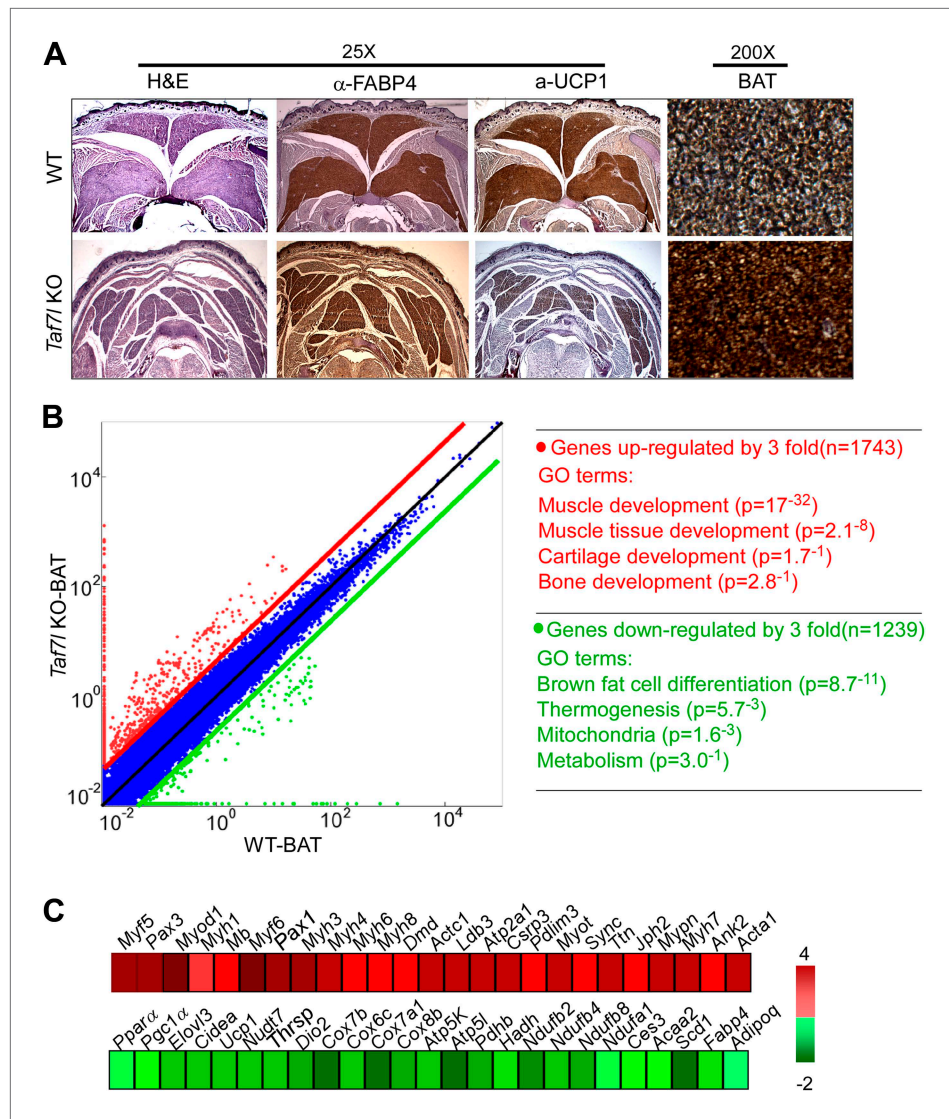 A
25X
200X
H&E
α-FABP4
a-UCP1
BAT
WT
Taf7l KO
B
Taf7l KO-BAT
10^4
10^2
10^0
10^-2
10^-2 10^0 10^2 10^4
WT-BAT
Genes up-regulated by 3 fold(n=1743)
GO terms:
Muscle development (p=17^-32)
Muscle tissue development (p=2.1^-8)
Cartilage development (p=1.7^-1)
Bone development (p=2.8^-1)
Genes down-regulated by 3 fold(n=1239)
GO terms:
Brown fat cell differentiation (p=8.7^-11)
Thermogenesis (p=5.7^-3)
Mitochondria (p=1.6^-3)
Metabolism (p=3.0^-1)
C
Myf5 Pax3 Myod1 Myh1 Mb Myf6 Pax1 Myh3 Myh4 Myh6 Myh8 Dmd Actc1 Ldb3 Atp2a1 Csrp3 Pdlim3 Myot Sync Ttn Jph2 Mypn Myh7 Ank2 Acta1
Pparα Pgc1α Elovl3 Cidea Ucp1 Nudt7 Thrsp Dio2 Cox7b Cox6c Cox7a1 Cox8b Atp5K Atp5l Pdhb Hadh Ndufb2 Ndufb4 Ndufb8 Ndufa1 Ces3 Acaa2 Scd1 Fabp4 Adipoq
4
-2